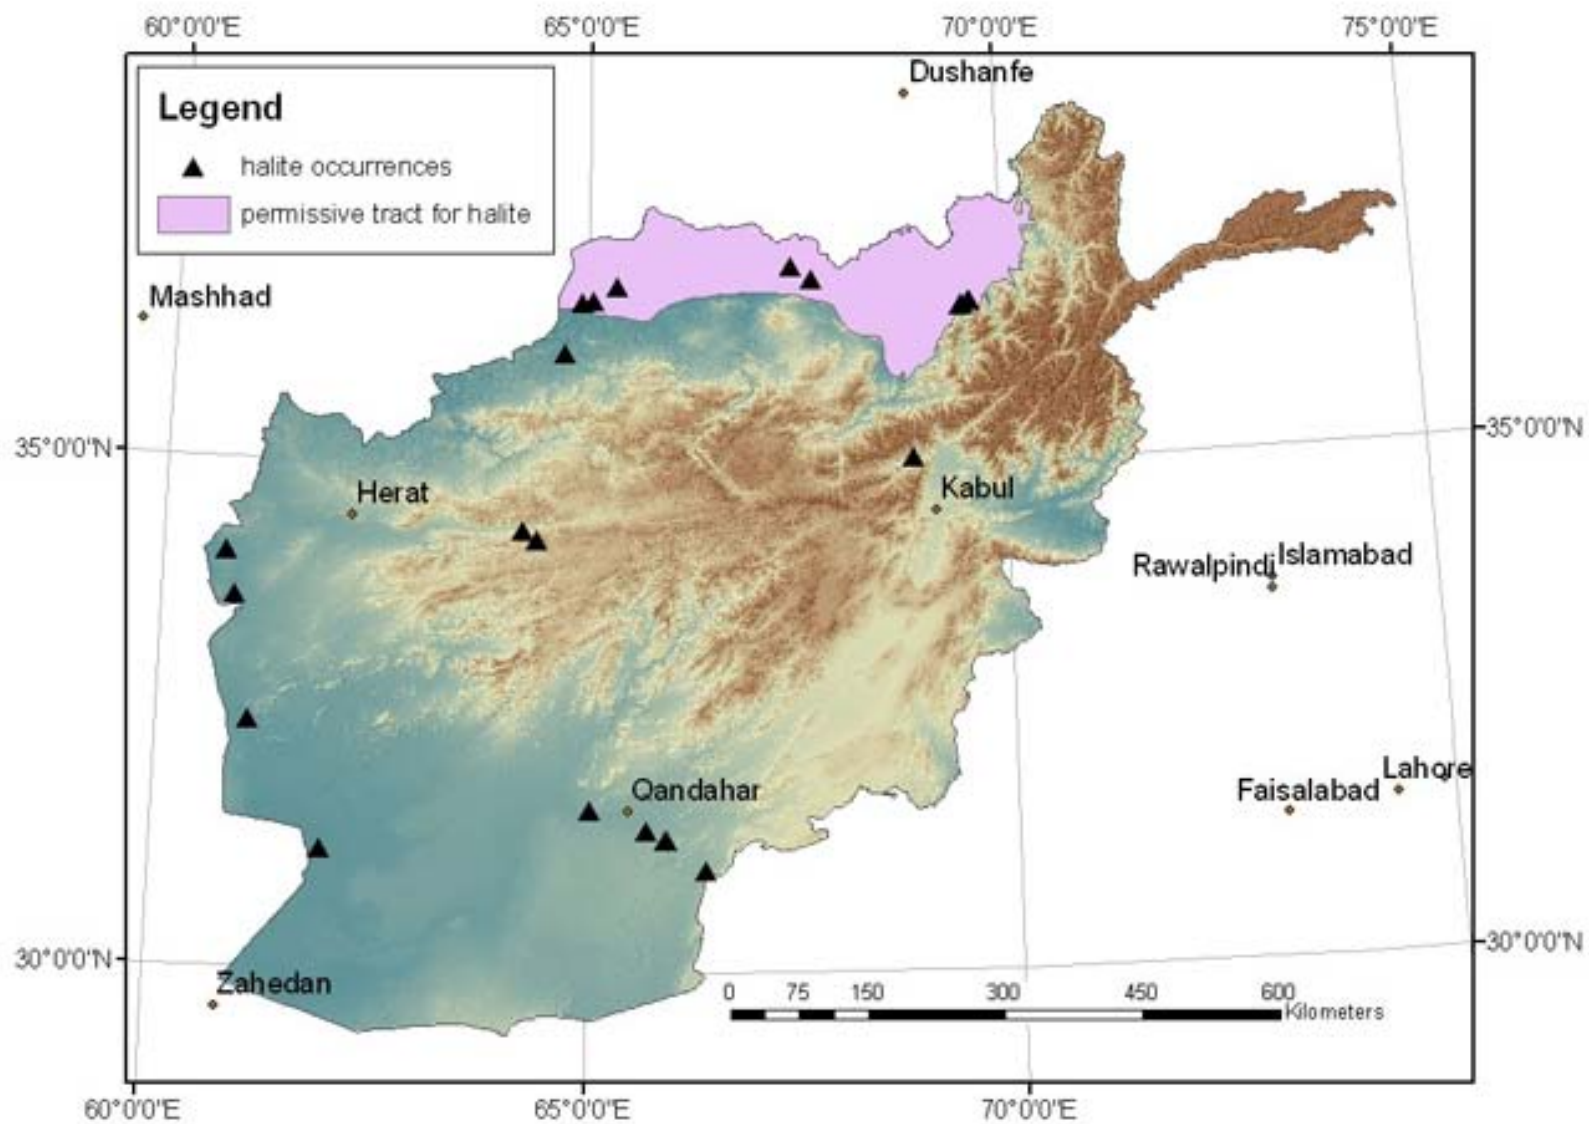 60°0'0"E 65°0'0"E 70°0'0"E 75°0'0"E
Dushanfe
Legend
halite occurrences
permissive tract for halite
Mashhad
35°0'0"N
35°0'0"N
Herat
Kabul
Rawalpindi
Islamabad
Qandahar
Lahore
Faisalabad
30°0'0"N
30°0'0"N
Zahedan
0 75 150 300 450 600
Kilometers
60°0'0"E 65°0'0"E 70°0'0"E